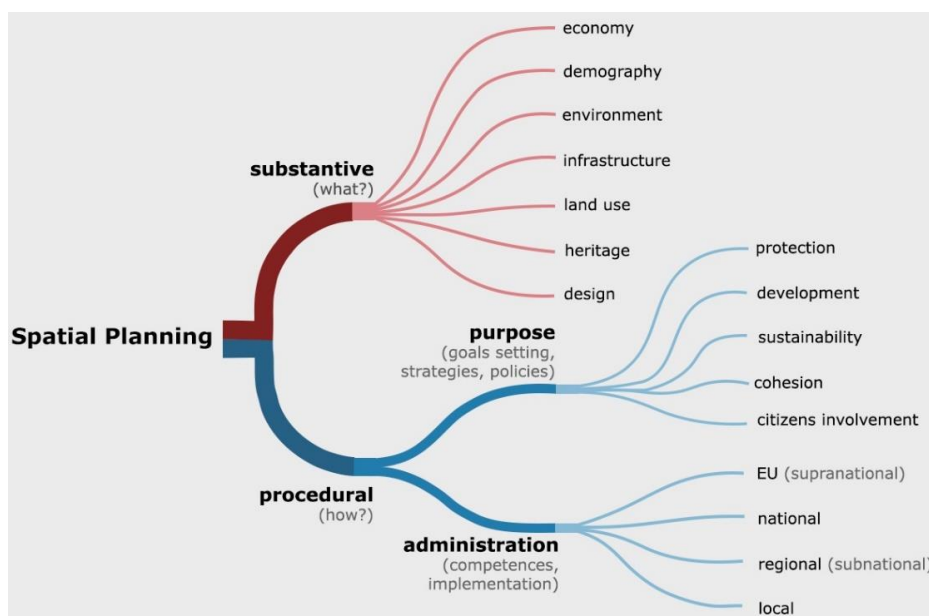 Spatial Planning
substantive
(what?)
economy
demography
environment
infrastructure
land use
heritage
design
procedural
(how?)
purpose
(goals setting,
strategies, policies)
protection
development
sustainability
cohesion
citizens involvement
administration
(competences,
implementation)
EU (supranational)
national
regional (subnational)
local